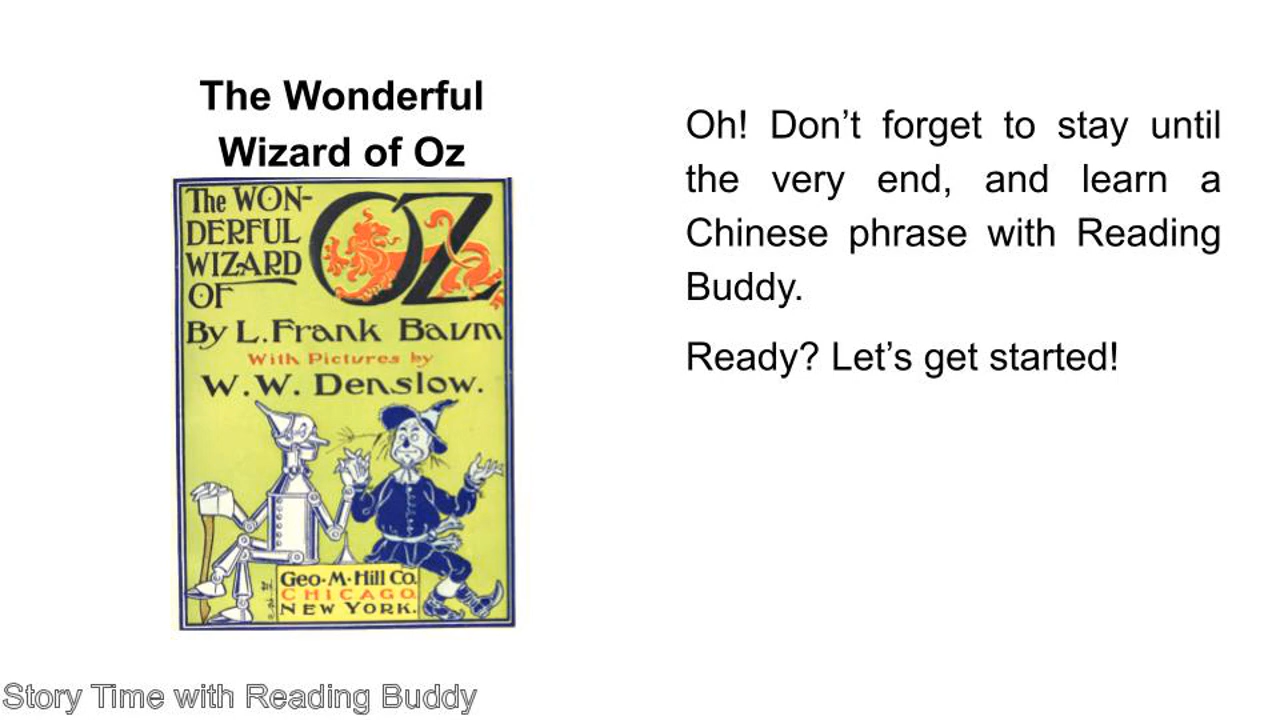 The Wonderful
Wizard of Oz
The WON-
DERFUL
WIZARD
OF
OZ
By L. Frank Baum
With Pictures by
W. W. Denslow.
Geo. M. Hill Co.
CHICAGO.
NEW YORK.
Oh! Don’t forget to stay until
the very end, and learn a
Chinese phrase with Reading
Buddy.
Ready? Let’s get started!
Story Time with Reading Buddy